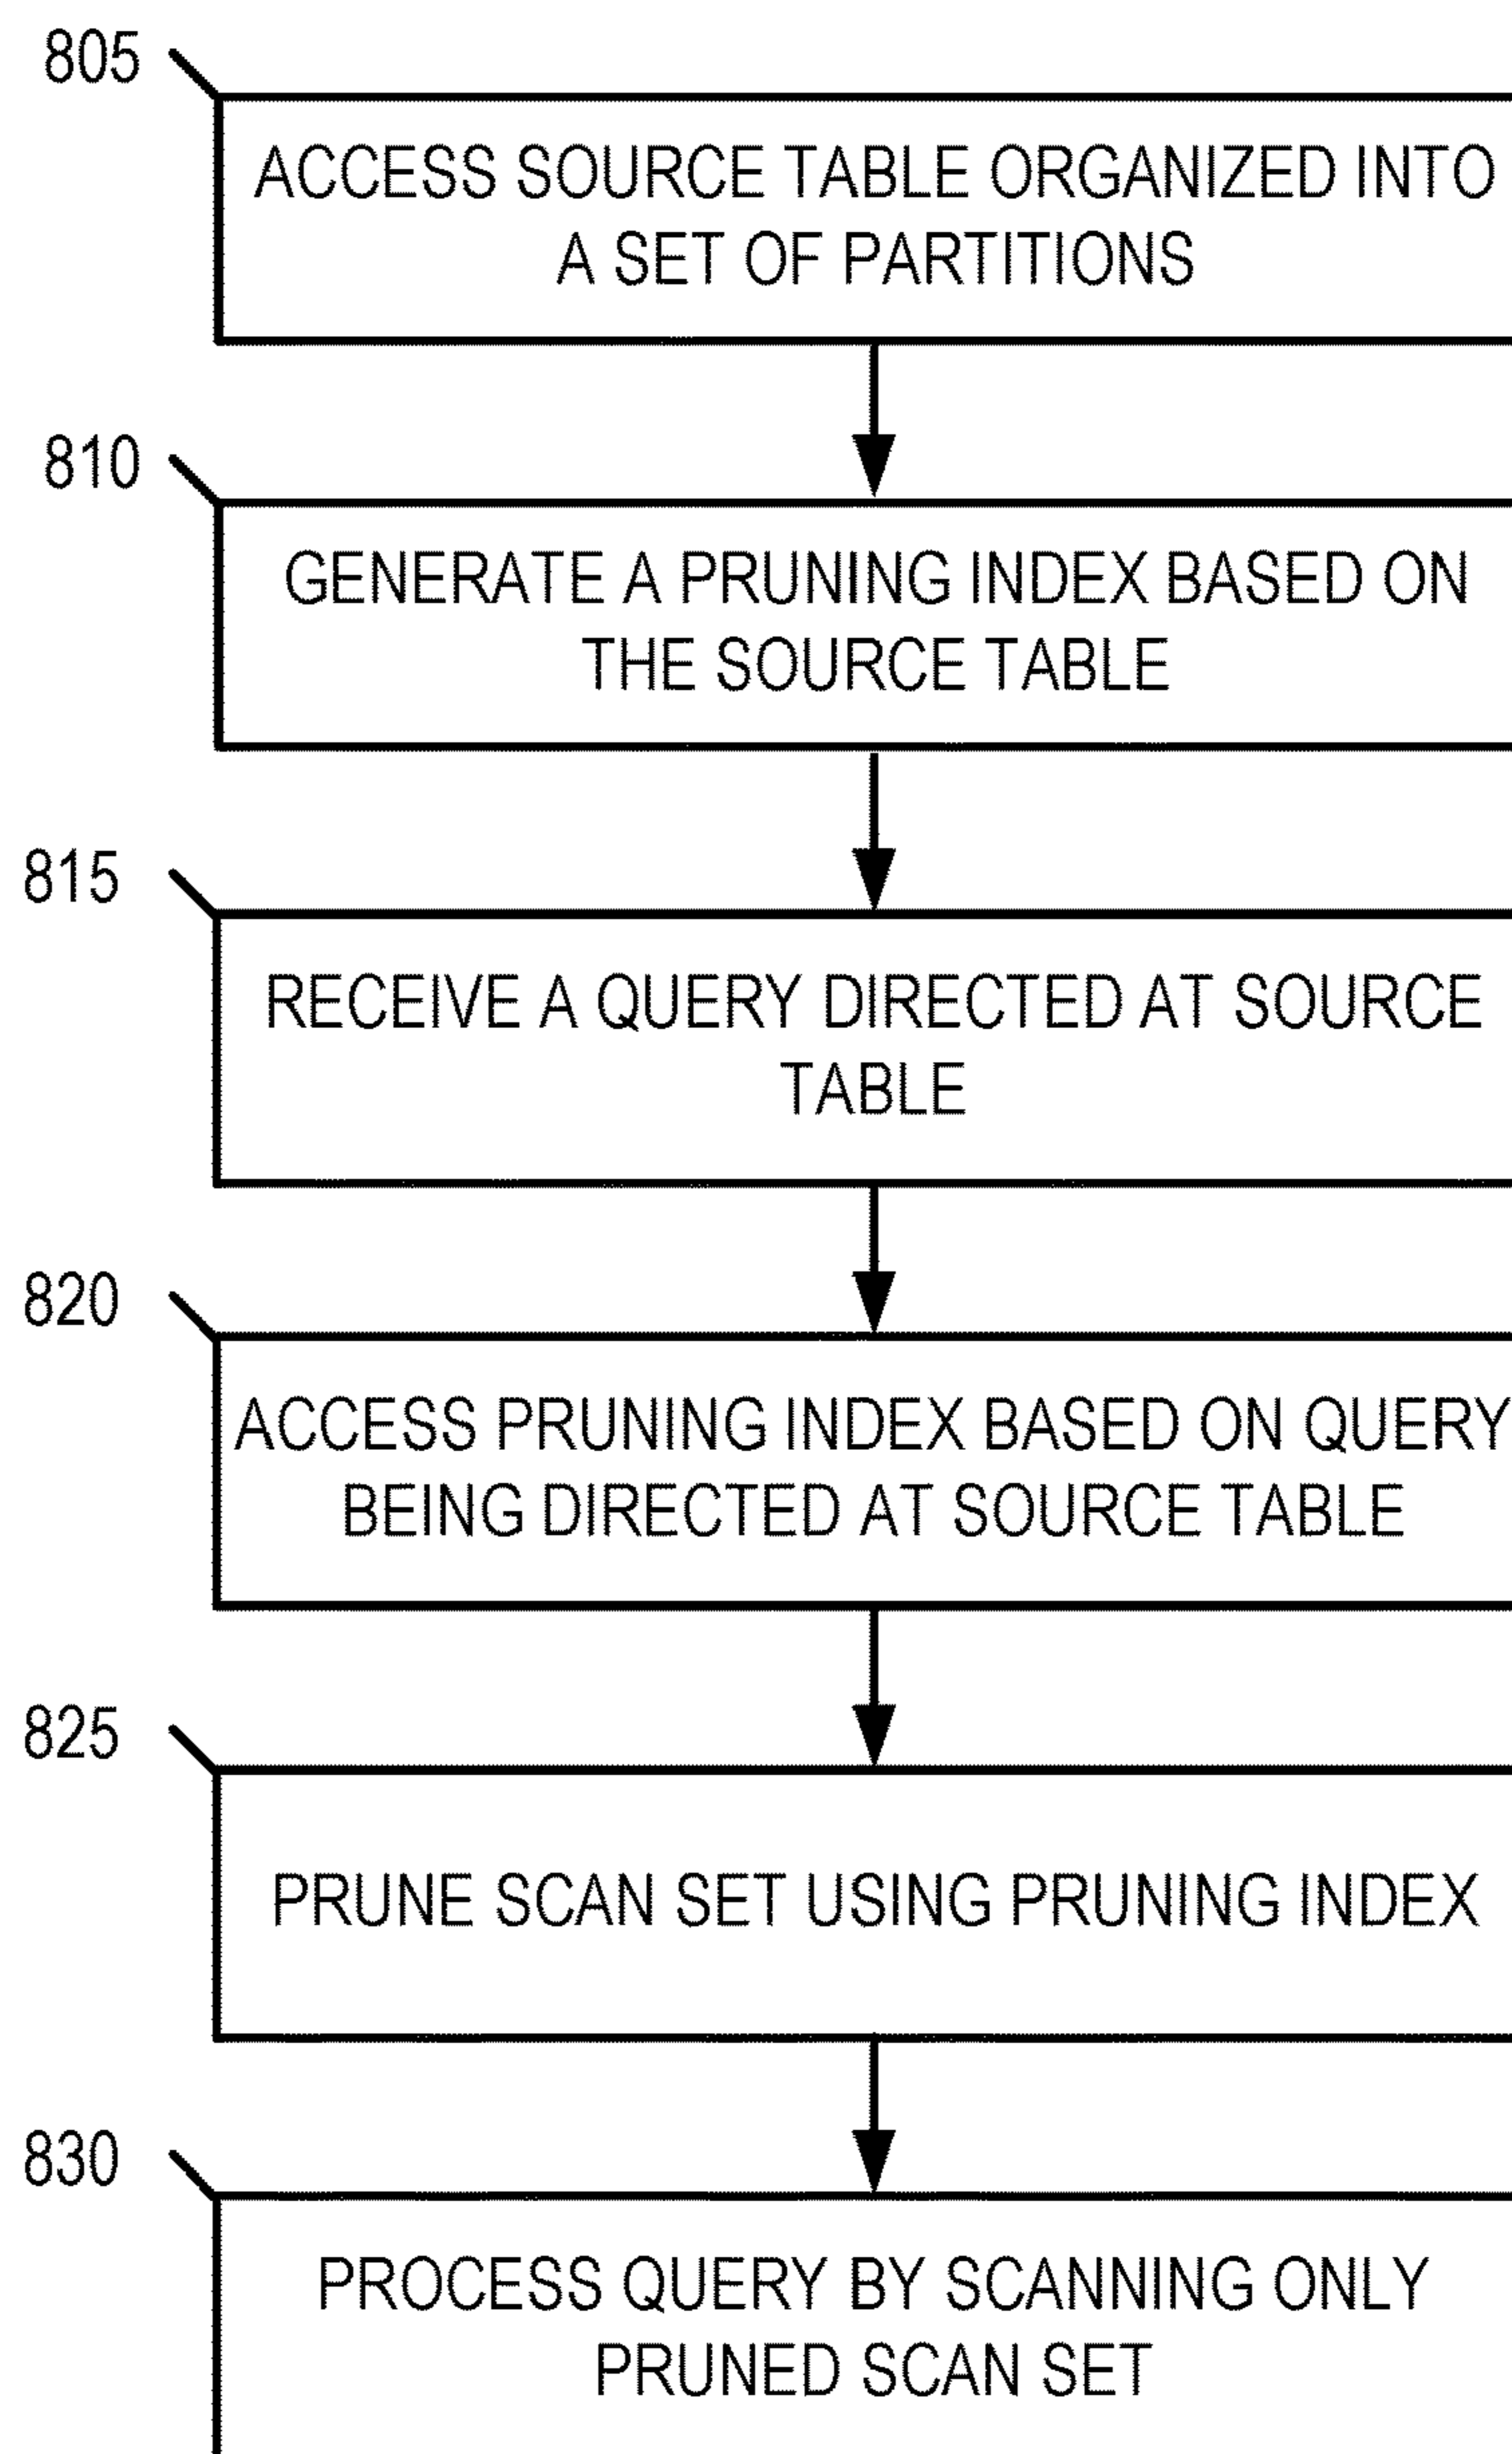 805
ACCESS SOURCE TABLE ORGANIZED INTO
A SET OF PARTITIONS
810
GENERATE A PRUNING INDEX BASED ON
THE SOURCE TABLE
815
RECEIVE A QUERY DIRECTED AT SOURCE
TABLE
820
ACCESS PRUNING INDEX BASED ON QUERY
BEING DIRECTED AT SOURCE TABLE
825
PRUNE SCAN SET USING PRUNING INDEX
830
PROCESS QUERY BY SCANNING ONLY
PRUNED SCAN SET